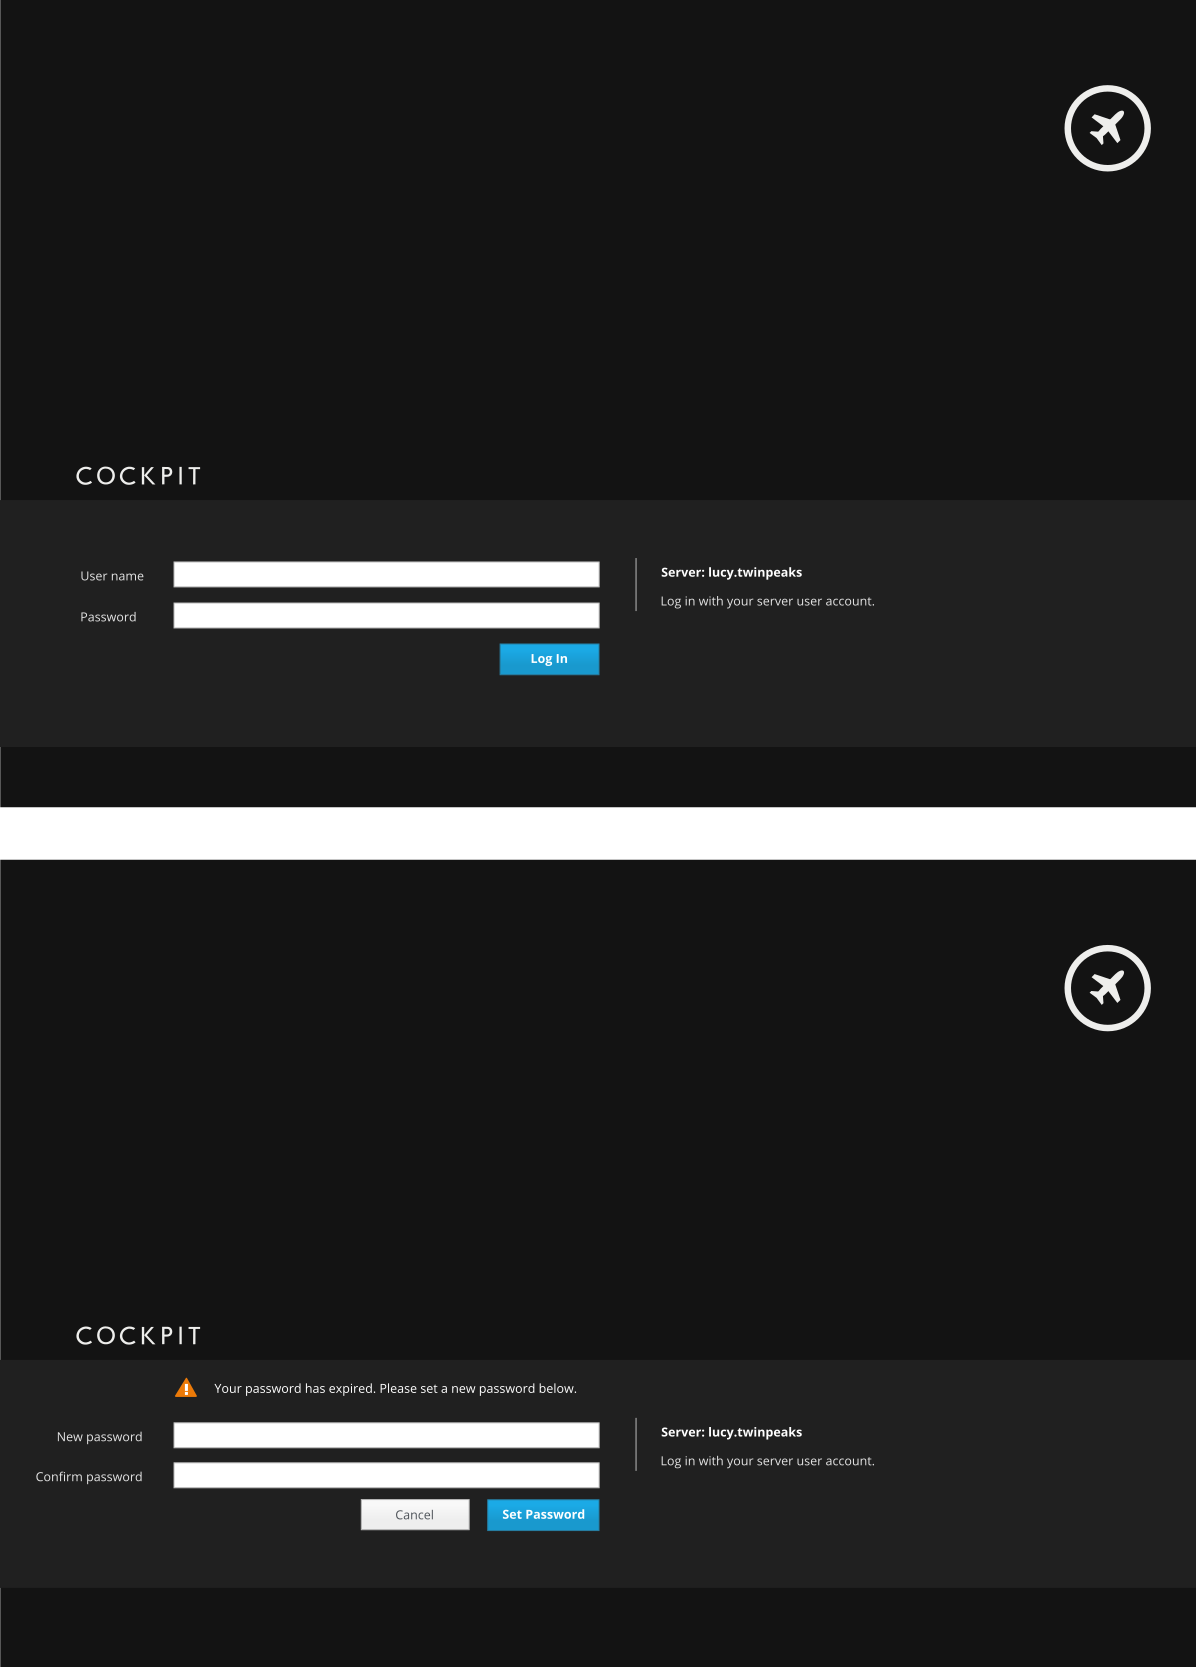 COCKPIT
User name
Password
Log In
Server: lucy.twinpeaks
Log in with your server user account.
COCKPIT
Your password has expired. Please set a new password below.
New password
Confirm password
Cancel
Set Password
Server: lucy.twinpeaks
Log in with your server user account.